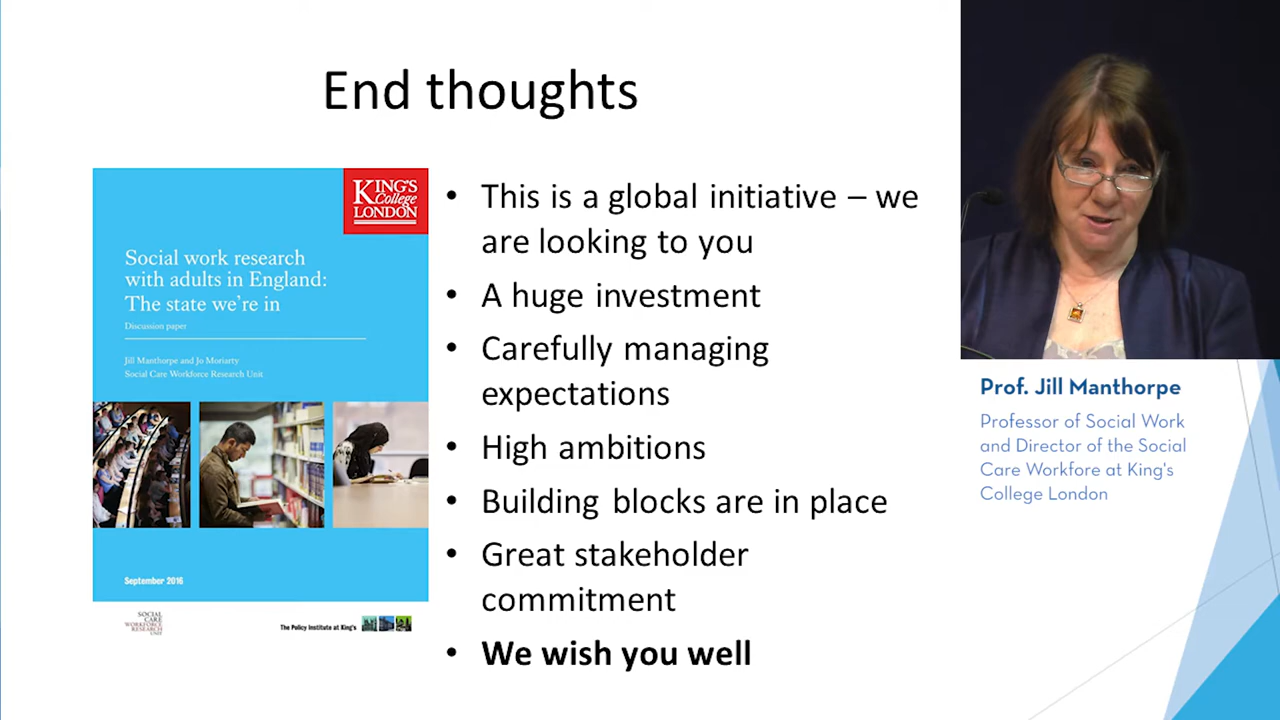 End thoughts
KING'S
College
LONDON
Social work research
with adults in England:
The state we're in
Discussion paper
Jill Manthorpe and Jo Moriarty
Social Care Workforce Research Unit
September 2016
SOCIAL
CARE
WORKFORCE
RESEARCH
UNIT
The Policy Institute at King's
• This is a global initiative – we
are looking to you
• A huge investment
• Carefully managing
expectations
• High ambitions
• Building blocks are in place
• Great stakeholder
commitment
• We wish you well
Prof. Jill Manthorpe
Professor of Social Work
and Director of the Social
Care Workfore at King's
College London